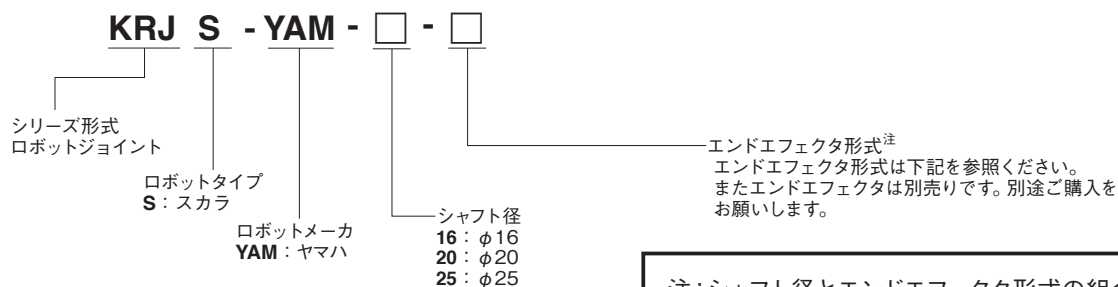 KRJ S - YAM - □ - □
シリーズ形式
ロボットジョイント
ロボットタイプ
S：スカラ
ロボットメーカ
YAM：ヤマハ
シャフト径
16：φ16
20：φ20
25：φ25
エンドエフェクタ形式注
エンドエフェクタ形式は下記を参照ください。
またエンドエフェクタは別売りです。別途ご購入を
お願いします。